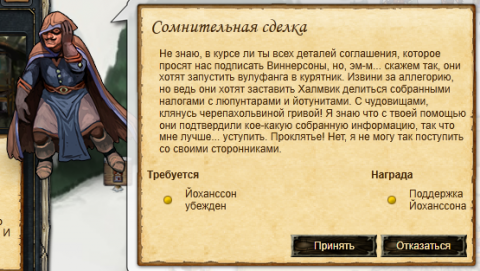 Сомнительная сделка
Не знаю, в курсе ли ты всех деталей соглашения, которое
просят нас подписать Виннерсоны, но, эм-м... скажем так, они
хотят запустить вулуфанга в курятник. Извини за аллегорию,
но ведь они хотят заставить Халмвик делиться собранными
налогами с люпунтарами и йотунитами. С чудовищами,
клянусь черепахольвиной гривой! Я знаю что с твоей помощью
они подтвердили кое-какую собранную информацию, так что
мне лучше... уступить. Проклятье! Нет, я не могу так поступить
со своими сторонниками.
Требуется
Награда
Йоханссон
убежден
Поддержка
Йоханссона
Принять
Отказаться
И